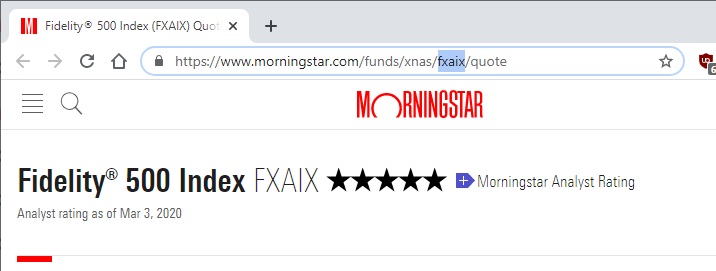 Fidelity® 500 Index (FXAIX) Quot
https://www.morningstar.com/funds/xnas/fxaix/quote
MORNINGSTAR
Fidelity® 500 Index FXAIX ★★★★★ Morningstar Analyst Rating
Analyst rating as of Mar 3, 2020